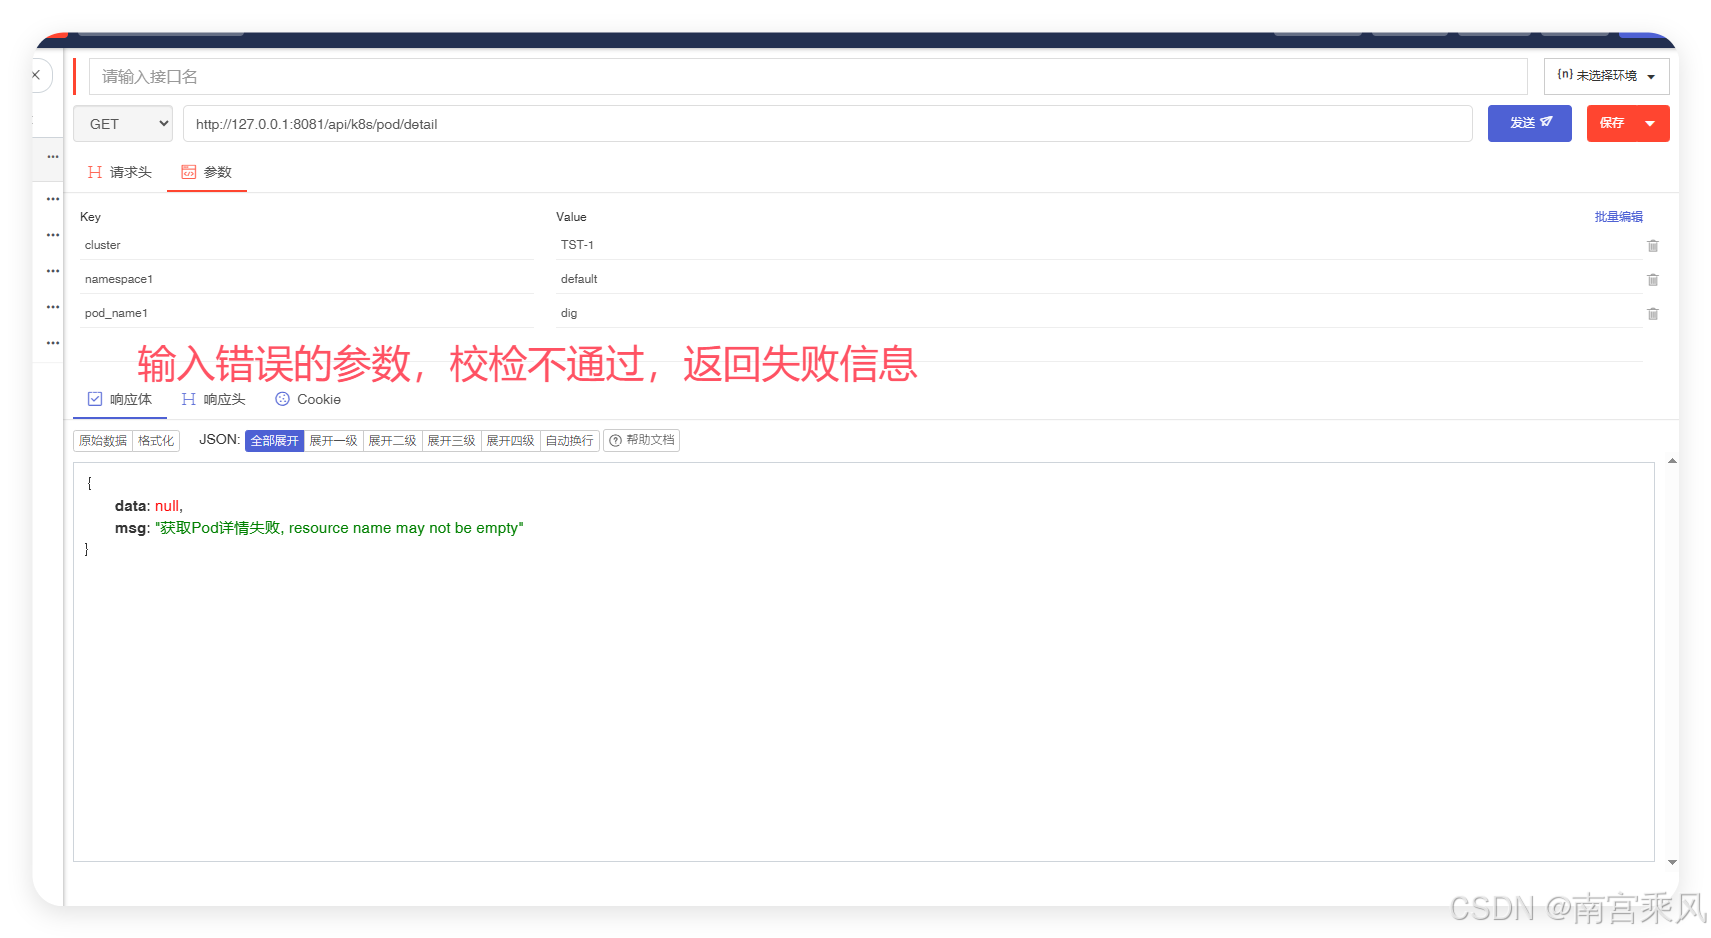 请输入接口名
{n} 未选择环境
GET
http://127.0.0.1:8081/api/k8s/pod/detail
发送
保存
请求头
参数
Key
Value
批量编辑
cluster
TST-1
namespace1
default
pod_name1
dig
输入错误的参数，校检不通过，返回失败信息
响应体
响应头
Cookie
原始数据
格式化
JSON:
全部展开
展开一级
展开二级
展开三级
展开四级
自动换行
帮助文档
{
data: null,
msg: "获取Pod详情失败, resource name may not be empty"
}
CSDN @南宫乘风